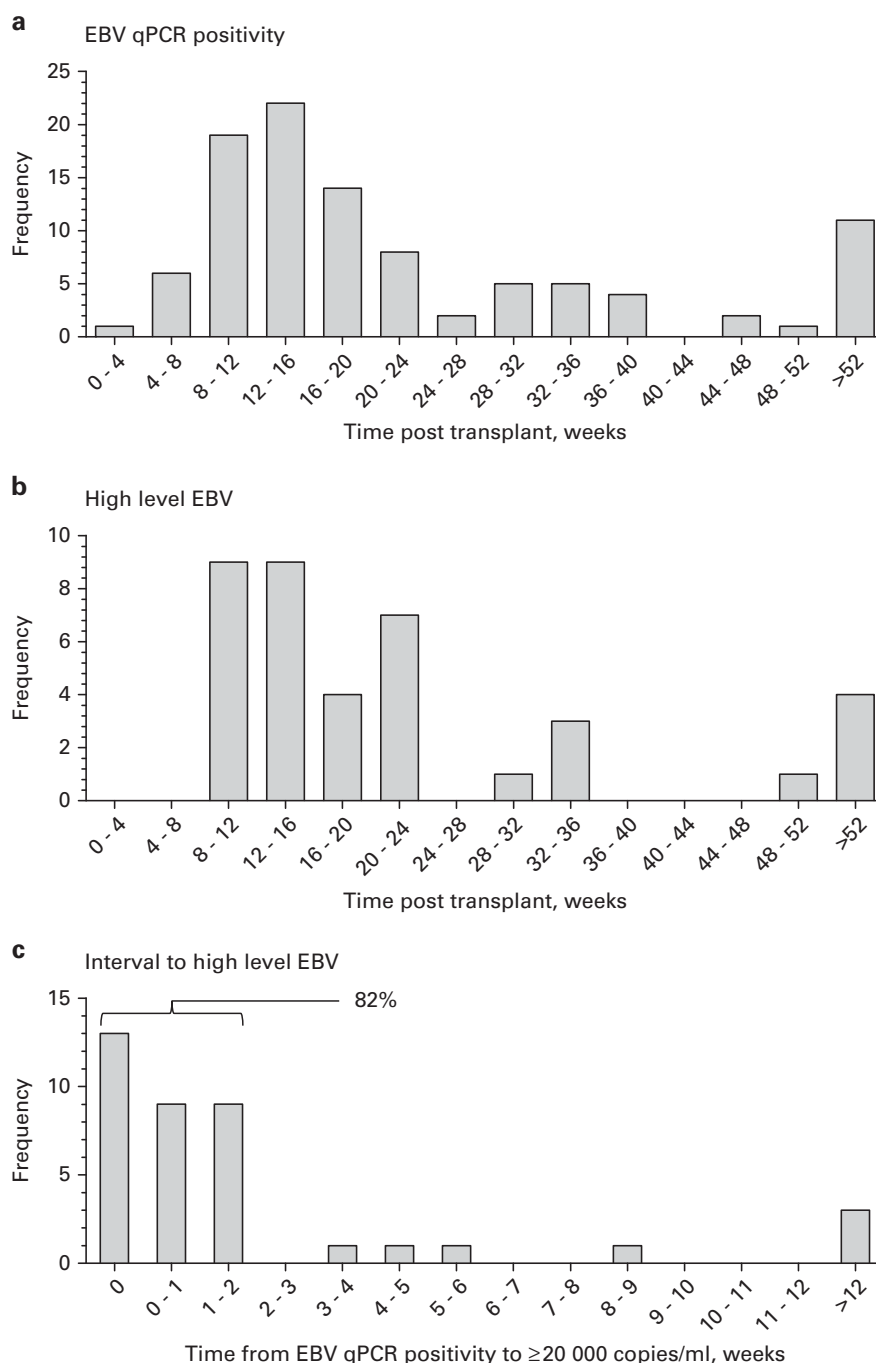 a
EBV qPCR positivity
25
20
15
10
5
0
Frequency
0 - 4
4 - 8
8 - 12
12 - 16
16 - 20
20 - 24
24 - 28
28 - 32
32 - 36
36 - 40
40 - 44
44 - 48
48 - 52
>52
Time post transplant, weeks
b
High level EBV
10
8
6
4
2
0
Frequency
0 - 4
4 - 8
8 - 12
12 - 16
16 - 20
20 - 24
24 - 28
28 - 32
32 - 36
36 - 40
40 - 44
44 - 48
48 - 52
>52
Time post transplant, weeks
c
Interval to high level EBV
82%
15
10
5
0
Frequency
0
0 - 1
1 - 2
2 - 3
3 - 4
4 - 5
5 - 6
6 - 7
7 - 8
8 - 9
9 - 10
10 - 11
11 - 12
>12
Time from EBV qPCR positivity to ≥20 000 copies/ml, weeks